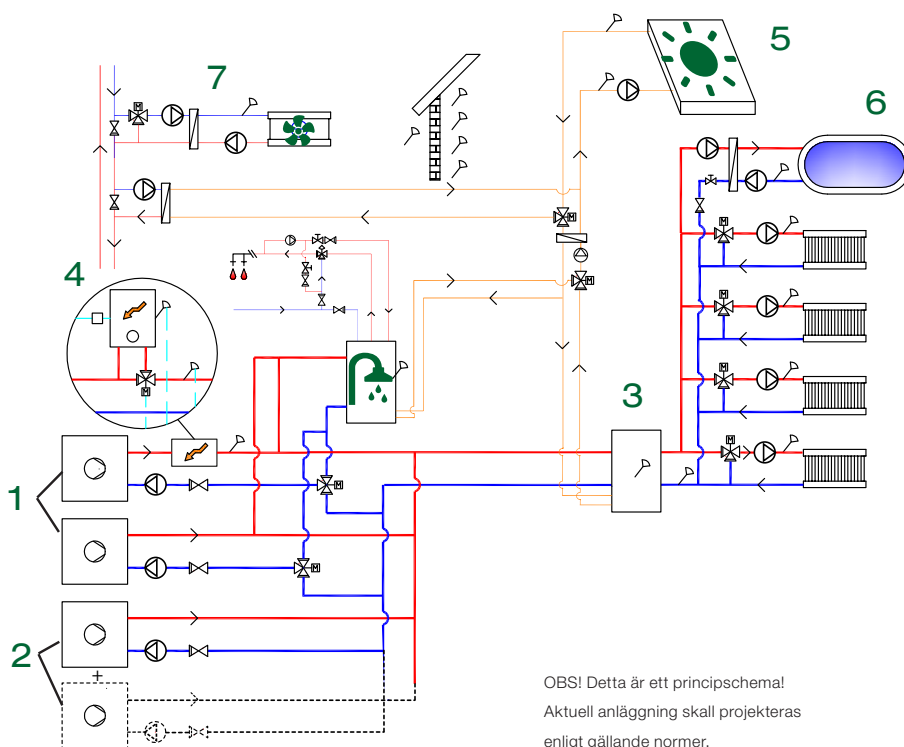 5
7
6
M
M
M
M
4
M
M
3
M
M
1
M
M
2
+
OBS! Detta är ett principschema!
Aktuell anläggning skall projekteras
enligt gällande normer.